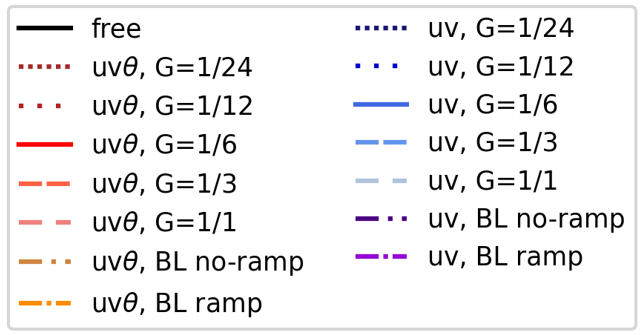 free
uvθ, G=1/24
uvθ, G=1/12
uvθ, G=1/6
uvθ, G=1/3
uvθ, G=1/1
uvθ, BL no-ramp
uvθ, BL ramp
uv, G=1/24
uv, G=1/12
uv, G=1/6
uv, G=1/3
uv, G=1/1
uv, BL no-ramp
uv, BL ramp